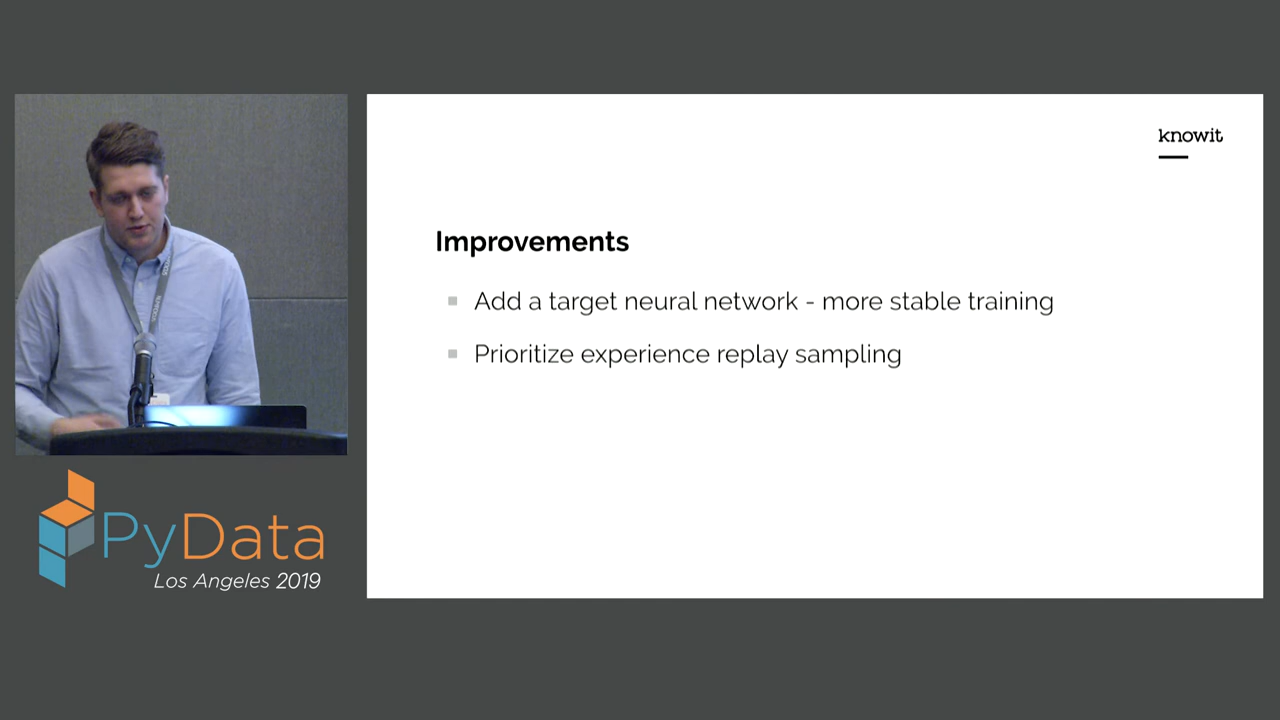 knowit
Improvements
Add a target neural network - more stable training
Prioritize experience replay sampling
PyData
Los Angeles 2019